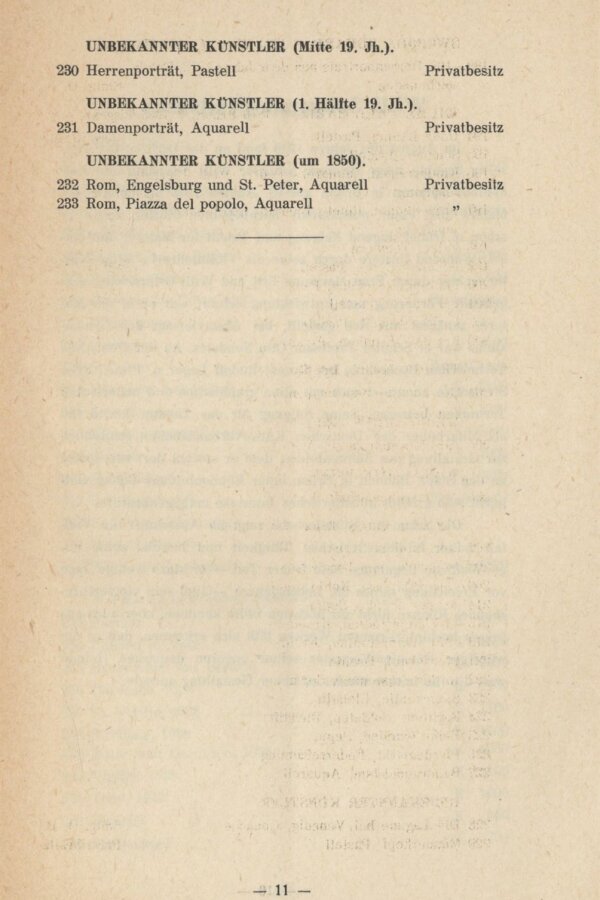 UNBEKANNTER KÜNSTLER (Mitte 19. Jh.).
230 Herrenporträt, Pastell Privatbesitz
UNBEKANNTER KÜNSTLER (1. Hälfte 19. Jh.).
231 Damenporträt, Aquarell Privatbesitz
UNBEKANNTER KÜNSTLER (um 1850).
232 Rom, Engelsburg und St. Peter, Aquarell Privatbesitz
233 Rom, Piazza del popolo, Aquarell „
— 11 —